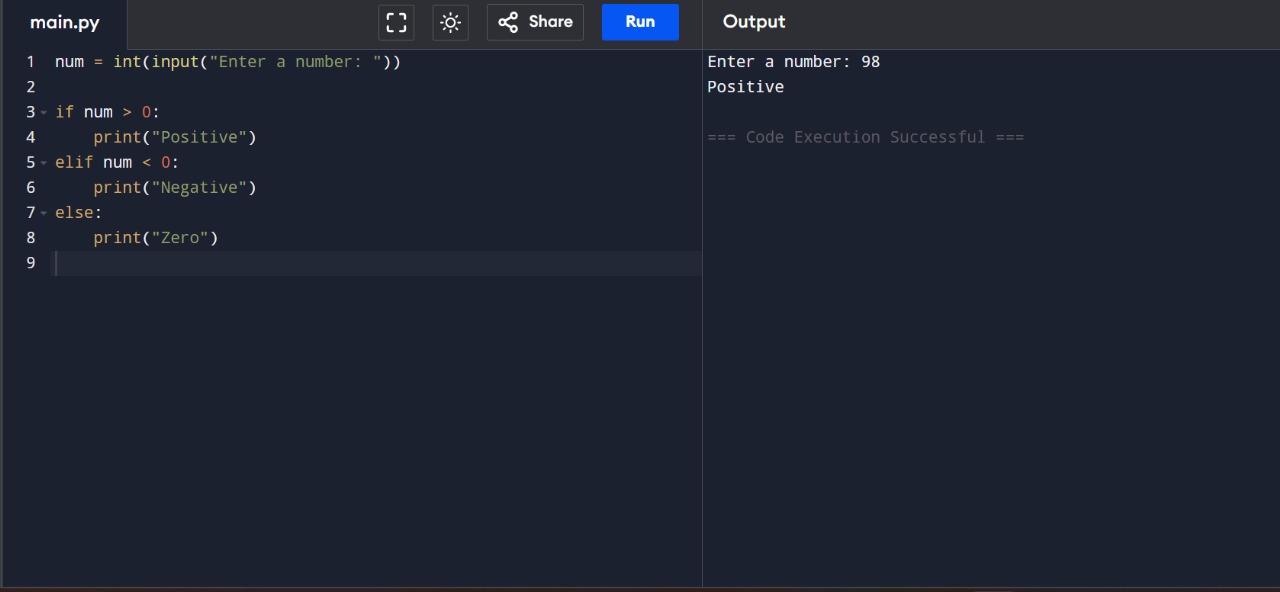 main.py
Share
Run
Output
1 num = int(input("Enter a number: "))
2
3 if num > 0:
4     print("Positive")
5 elif num < 0:
6     print("Negative")
7 else:
8     print("Zero")
9
Enter a number: 98
Positive
=== Code Execution Successful ===